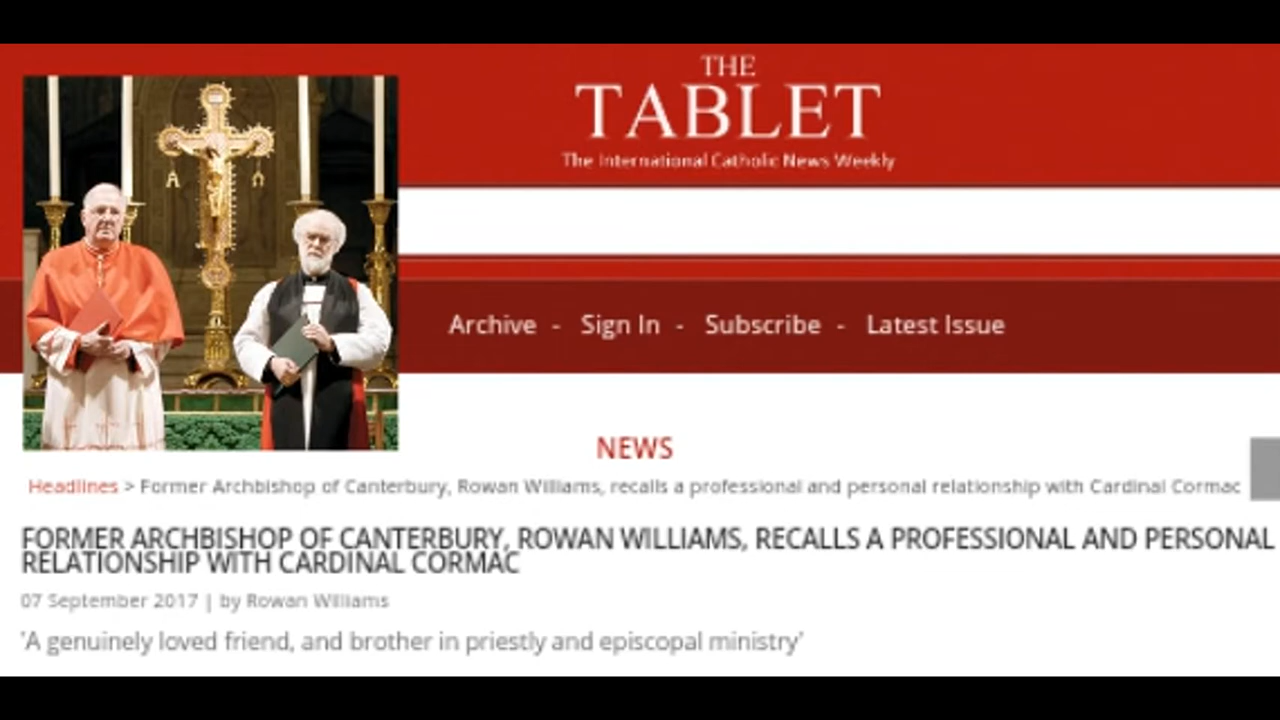 THE
TABLET
The International Catholic News Weekly
Archive - Sign In - Subscribe - Latest Issue
NEWS
Headlines > Former Archbishop of Canterbury, Rowan Williams, recalls a professional and personal relationship with Cardinal Cormac
FORMER ARCHBISHOP OF CANTERBURY, ROWAN WILLIAMS, RECALLS A PROFESSIONAL AND PERSONAL
RELATIONSHIP WITH CARDINAL CORMAC
07 September 2017 | by Rowan Williams
'A genuinely loved friend, and brother in priestly and episcopal ministry'